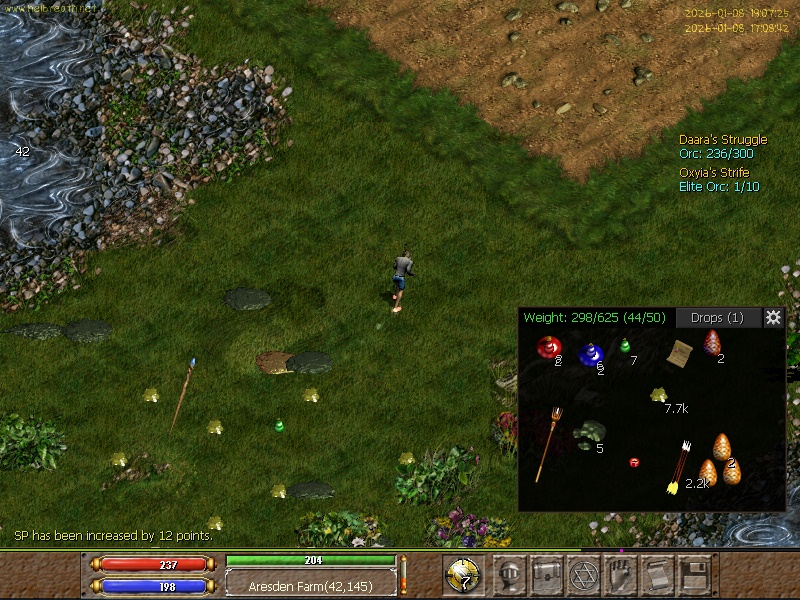 www.helbreath.net
2026-01-08 19:07:25
2026-01-08 17:08:42
Daara's Struggle
Orc: 236/300
42
Oxyia's Strife
Elite Orc: 1/10
Weight: 298/625 (44/50)
Drops (1)
2
7
2
7.7k
5
2
2.2k
SP has been increased by 12 points.
237
204
198
Aresden Farm(42,145)
7